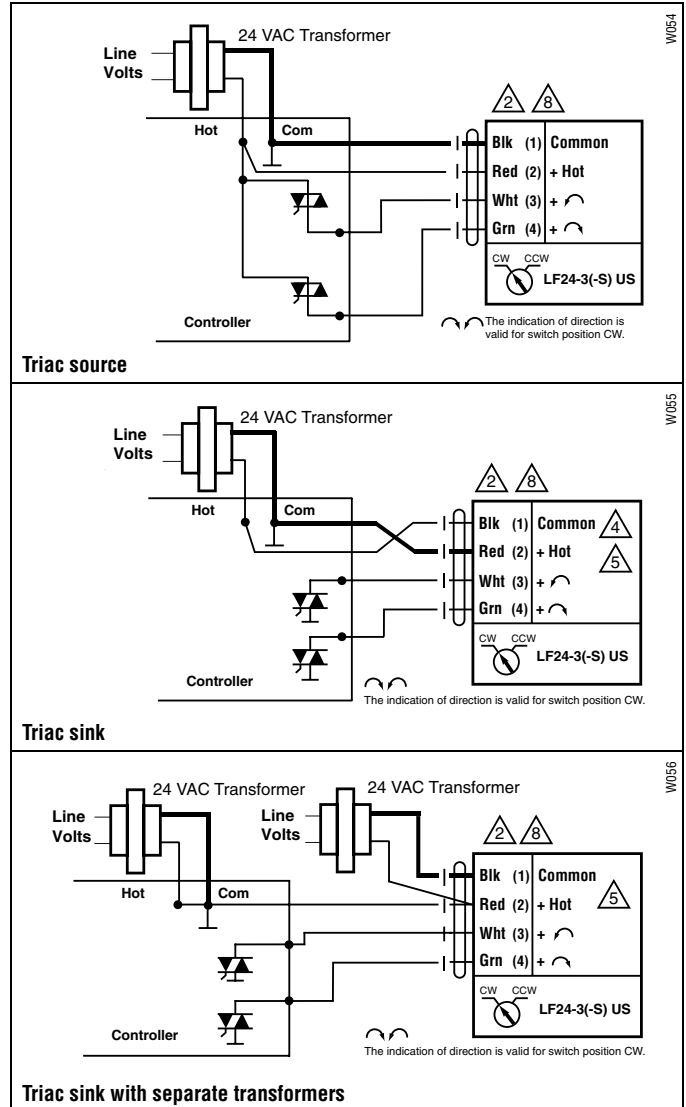 24 VAC Transformer
W054
Line
Volts
2 8
Hot Com
Blk (1) Common
Red (2) + Hot
Wht (3) +
Grn (4) +
CW CCW
LF24-3(-S) US
Controller
The indication of direction is
valid for switch position CW.
Triac source
24 VAC Transformer
W055
Line
Volts
2 8
Hot Com
Blk (1) Common 4
Red (2) + Hot 5
Wht (3) +
Grn (4) +
CW CCW
LF24-3(-S) US
Controller
The indication of direction is valid for switch position CW.
Triac sink
24 VAC Transformer 24 VAC Transformer
W056
Line
Volts
Line
Volts
2 8
Hot Com
Blk (1) Common
Red (2) + Hot 5
Wht (3) +
Grn (4) +
CW CCW
LF24-3(-S) US
Controller
The indication of direction is valid for switch position CW.
Triac sink with separate transformers